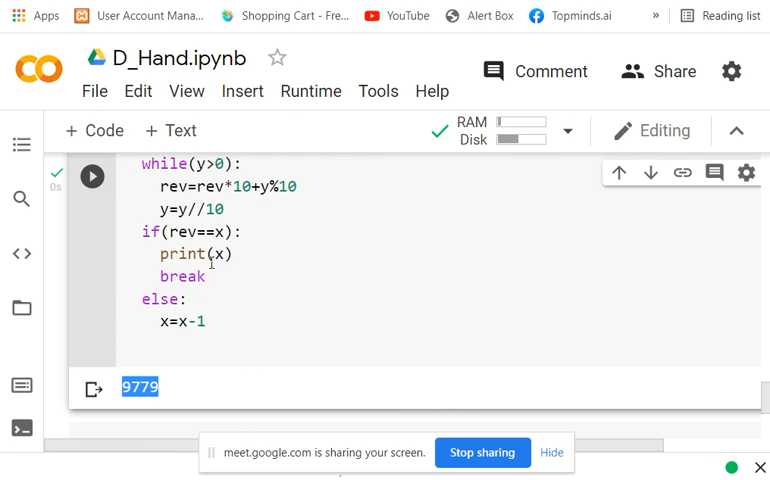 Apps User Account Mana... Shopping Cart - Fre... YouTube Alert Box Topminds.ai » Reading list
D_Hand.ipynb
Comment Share
File Edit View Insert Runtime Tools Help
+ Code + Text RAM Disk Editing
while(y>0):
0s
rev=rev*10+y%10
y=y//10
if(rev==x):
print(x)
break
else:
x=x-1
9779
meet.google.com is sharing your screen. Stop sharing Hide